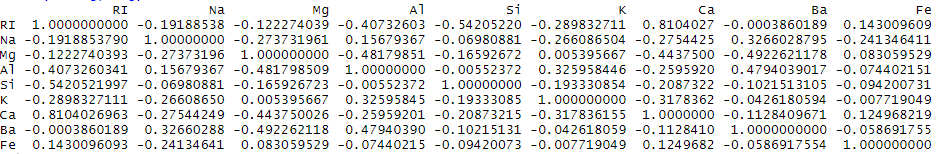 RI Na Mg Al Si K Ca Ba Fe
RI 1.0000000000 -0.19188538 -0.122274039 -0.40732603 -0.54205220 -0.289832711 0.8104027 -0.0003860189 0.143009609
Na -0.1918853790 1.00000000 -0.273731961 0.15679367 -0.06980881 -0.266086504 -0.2754425 0.3266028795 -0.241346411
Mg -0.1222740393 -0.27373196 1.000000000 -0.48179851 -0.16592672 0.005395667 -0.4437500 -0.4922621178 0.083059529
Al -0.4073260341 0.15679367 -0.481798509 1.00000000 -0.00552372 0.325958446 -0.2595920 0.4794039017 -0.074402151
Si -0.5420521997 -0.06980881 -0.165926723 -0.00552372 1.00000000 -0.193330854 -0.2087322 -0.1021513105 -0.094200731
K -0.2898327111 -0.26608650 0.005395667 0.32595845 -0.19333085 1.000000000 -0.3178362 -0.0426180594 -0.007719049
Ca 0.8104026963 -0.27544249 -0.443750026 -0.25959201 -0.20873215 -0.317836155 1.0000000 -0.1128409671 0.124968219
Ba -0.0003860189 0.32660288 -0.492262118 0.47940390 -0.10215131 -0.042618059 -0.1128410 1.0000000000 -0.058691755
Fe 0.1430096093 -0.24134641 0.083059529 -0.07440215 -0.09420073 -0.007719049 0.1249682 -0.0586917554 1.000000000